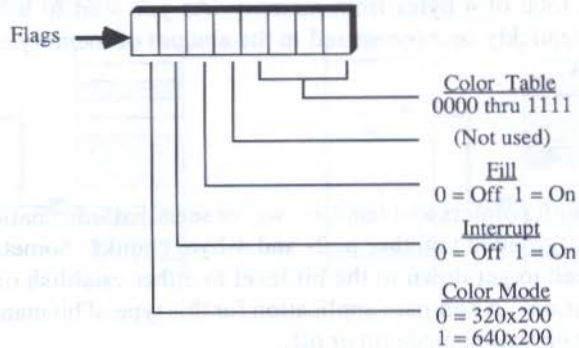 Flags
Color Table
0000 thru 1111
(Not used)
Fill
0 = Off 1 = On
Interrupt
0 = Off 1 = On
Color Mode
0 = 320x200
1 = 640x200